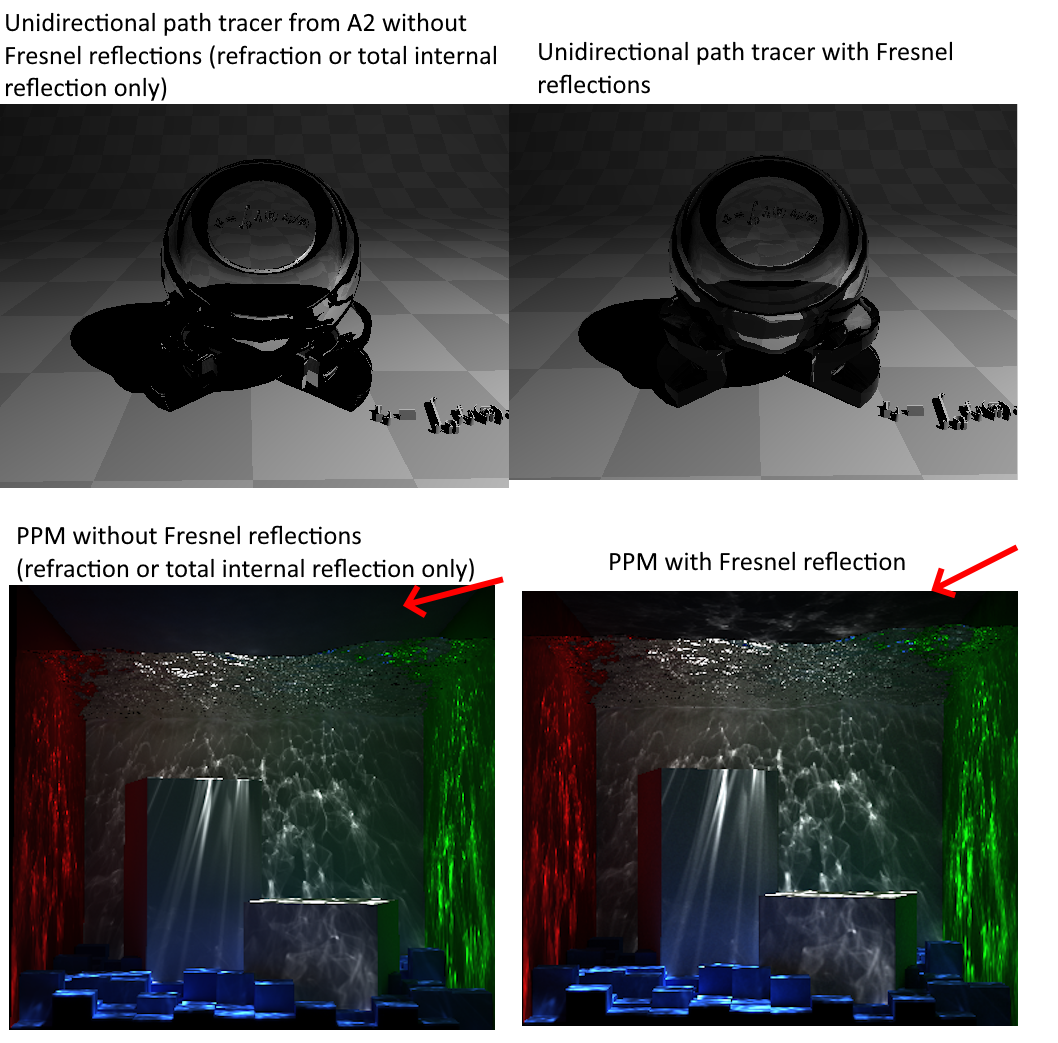 Unidirectional path tracer from A2 without
Fresnel reflections (refraction or total internal
reflection only)
Unidirectional path tracer with Fresnel
reflections
PPM without Fresnel reflections
(refraction or total internal reflection only)
PPM with Fresnel reflection